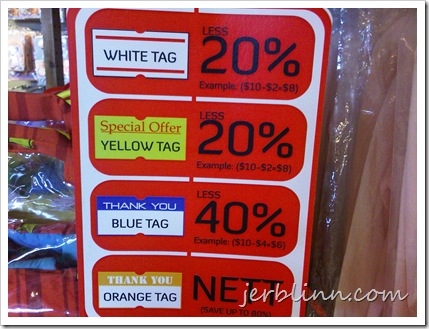 WHITE TAG
LESS
20%
Example: ($10-$2=$8)
Special Offer
YELLOW TAG
LESS
20%
Example: ($10-$2=$8)
THANK YOU
BLUE TAG
LESS
40%
Example: ($10-$4=$6)
THANK YOU
ORANGE TAG
NETT
(SAVE UP TO 80%)
jerblinn.com